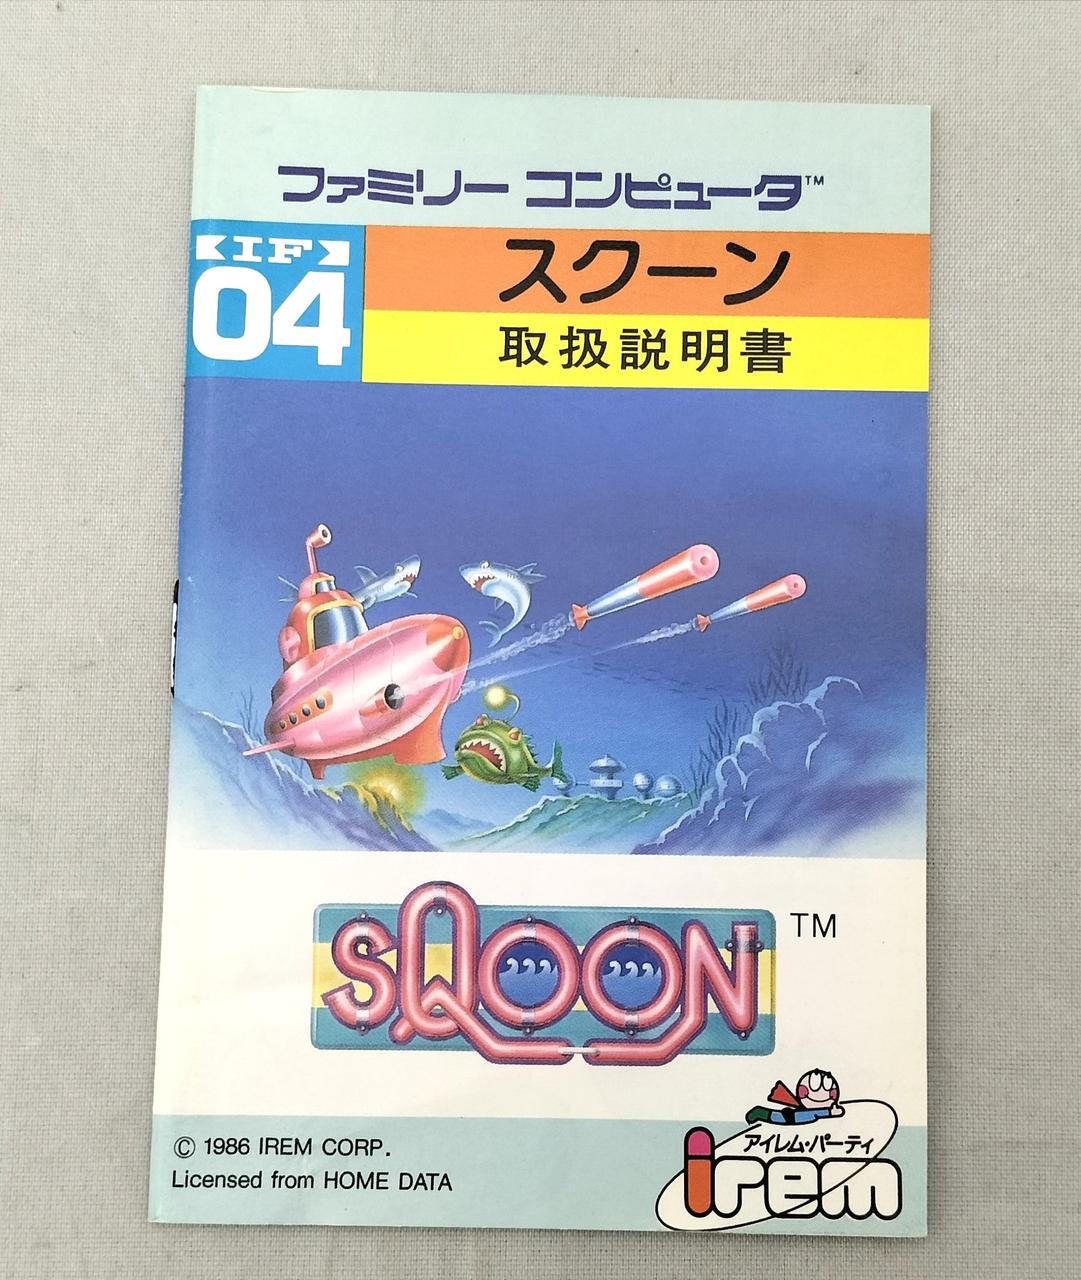 ファミリー コンピュータ™
IF
04
スクーン
取扱説明書
SQOON TM
© 1986 IREM CORP.
Licensed from HOME DATA
アイレム・パーティ
irem